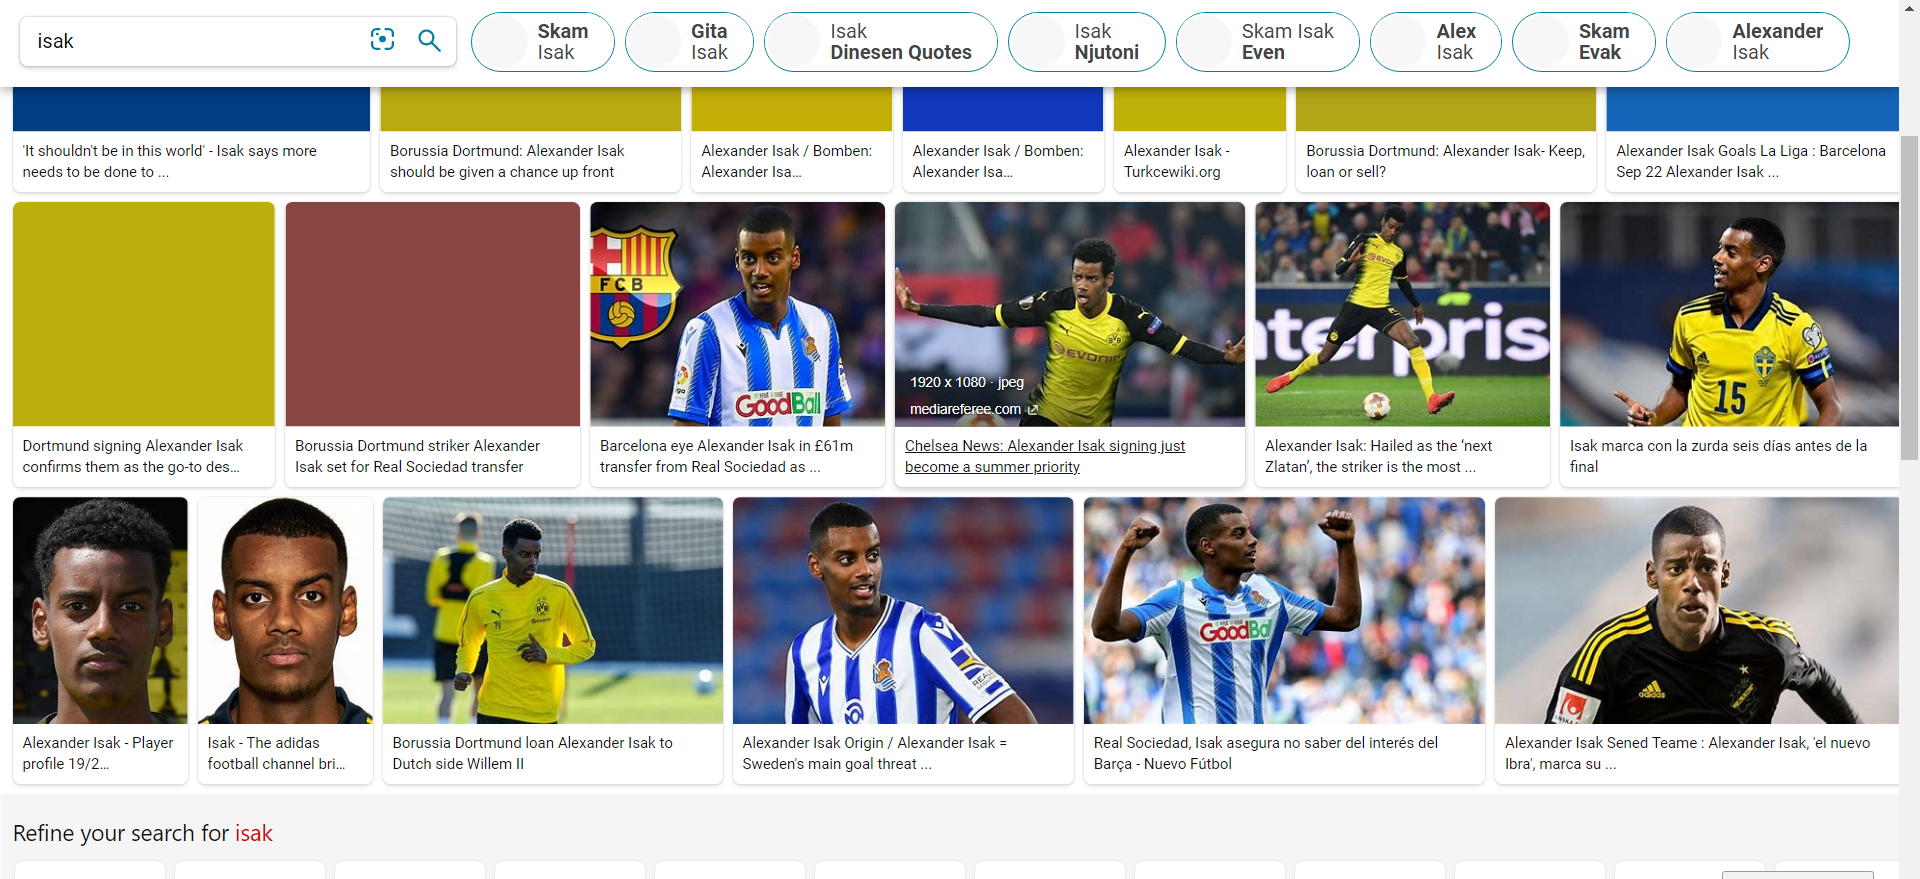 isak
Skam
Isak
Gita
Isak
Isak
Dinesen Quotes
Isak
Njutoni
Skam Isak
Even
Alex
Isak
Skam
Evak
Alexander
Isak
'It shouldn't be in this world' - Isak says more
needs to be done to ...
Borussia Dortmund: Alexander Isak
should be given a chance up front
Alexander Isak / Bomben:
Alexander Isa...
Alexander Isak / Bomben:
Alexander Isa...
Alexander Isak -
Turkcewiki.org
Borussia Dortmund: Alexander Isak- Keep,
loan or sell?
Alexander Isak Goals La Liga : Barcelona
Sep 22 Alexander Isak ...
FCB
GoodBall
EVONIK
1920 x 1080 · jpeg
mediareferee.com
nterpris
15
Dortmund signing Alexander Isak
confirms them as the go-to des...
Borussia Dortmund striker Alexander
Isak set for Real Sociedad transfer
Barcelona eye Alexander Isak in £61m
transfer from Real Sociedad as ...
Chelsea News: Alexander Isak signing just
become a summer priority
Alexander Isak: Hailed as the ‘next
Zlatan’, the striker is the most ...
Isak marca con la zurda seis días antes de la
final
GoodBal
adidas
Alexander Isak - Player
profile 19/2...
Isak - The adidas
football channel bri...
Borussia Dortmund loan Alexander Isak to
Dutch side Willem II
Alexander Isak Origin / Alexander Isak =
Sweden's main goal threat ...
Real Sociedad, Isak asegura no saber del interés del
Barça - Nuevo Fútbol
Alexander Isak Sened Teame : Alexander Isak, 'el nuevo
Ibra', marca su ...
Refine your search for isak